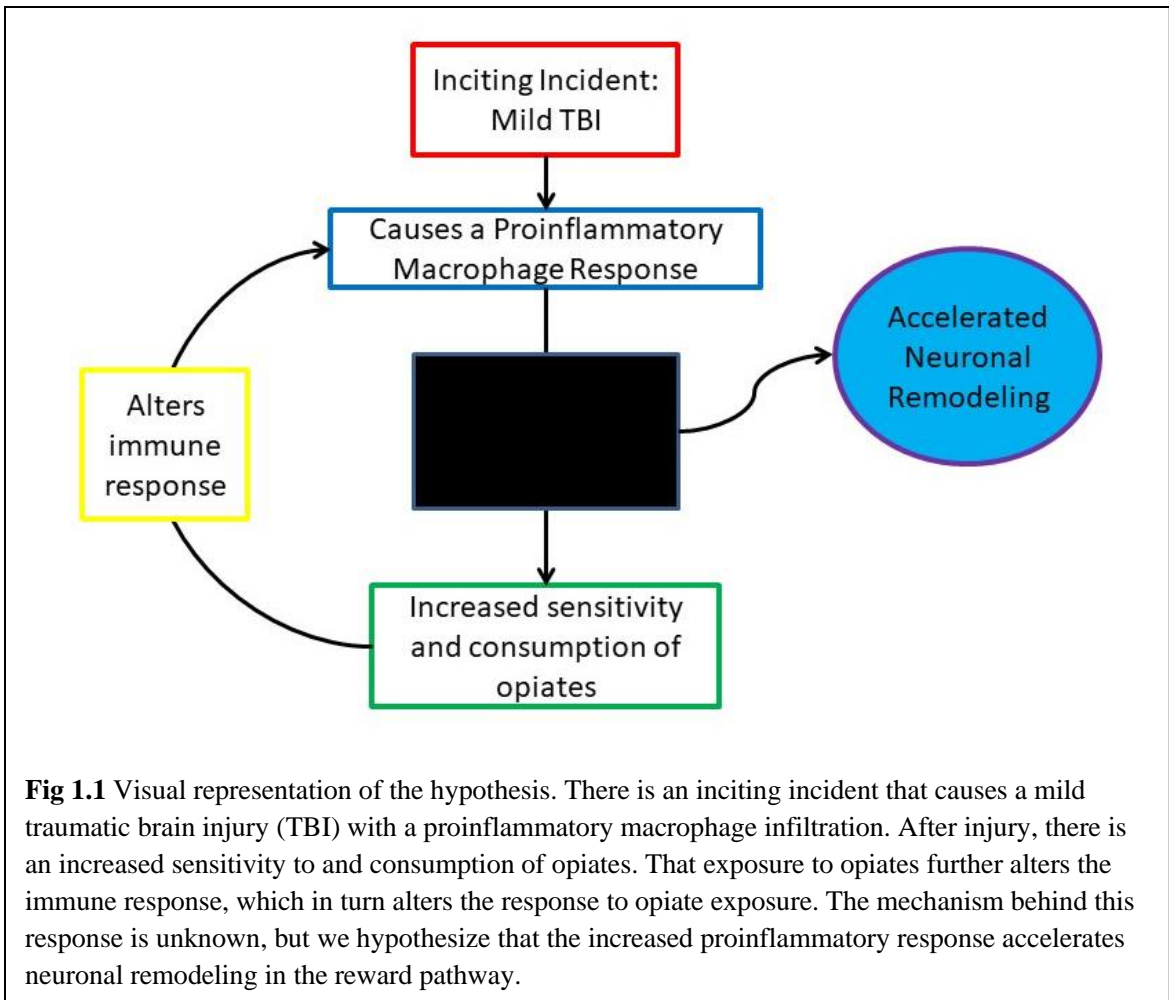 Inciting Incident:
Mild TBI
Causes a Proinflammatory
Macrophage Response
Accelerated
Neuronal
Remodeling
Alters
immune
response
Increased sensitivity
and consumption of
opiates
Fig 1.1 Visual representation of the hypothesis. There is an inciting incident that causes a mild
traumatic brain injury (TBI) with a proinflammatory macrophage infiltration. After injury, there is
an increased sensitivity to and consumption of opiates. That exposure to opiates further alters the
immune response, which in turn alters the response to opiate exposure. The mechanism behind this
response is unknown, but we hypothesize that the increased proinflammatory response accelerates
neuronal remodeling in the reward pathway.